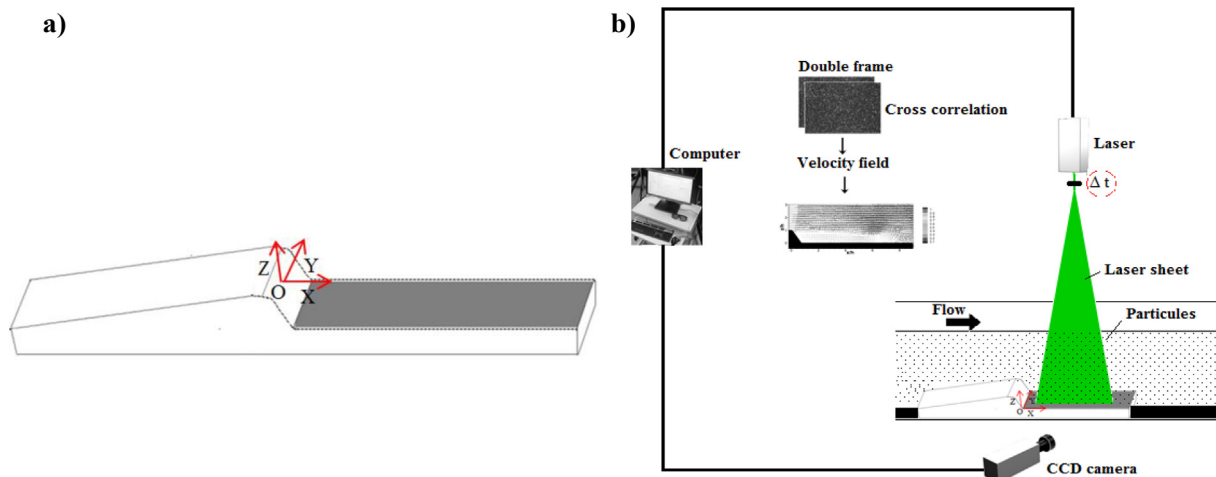 a)
Z
Y
O
X
b)
Double frame
Cross correlation
Computer
Velocity field
Laser
Δ t
Laser sheet
Flow
Particules
Z
Y
O
X
CCD camera